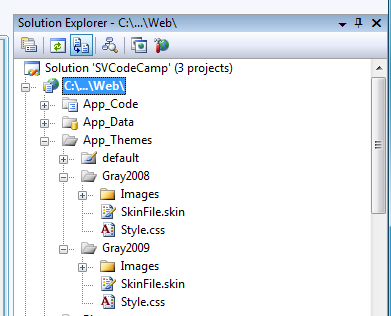 Solution Explorer - C:\...\Web\
Solution 'SVCodeCamp' (3 projects)
C:\...\Web\
App_Code
App_Data
App_Themes
default
Gray2008
Images
SkinFile.skin
Style.css
Gray2009
Images
SkinFile.skin
Style.css